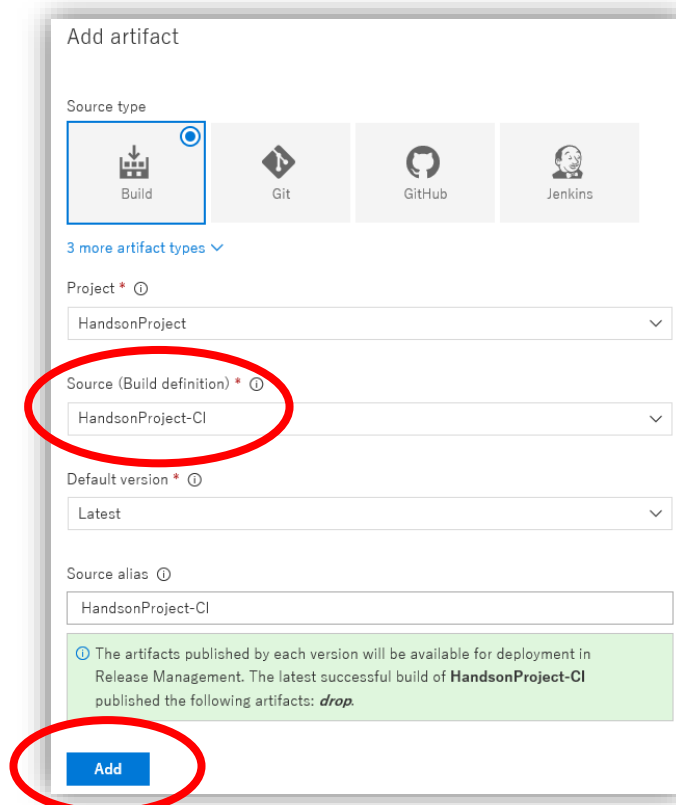 Add artifact
Source type
Build
Git
GitHub
Jenkins
3 more artifact types
Project *
HandsonProject
Source (Build definition) *
HandsonProject-CI
Default version *
Latest
Source alias
HandsonProject-CI
The artifacts published by each version will be available for deployment in
Release Management. The latest successful build of HandsonProject-CI
published the following artifacts: drop.
Add